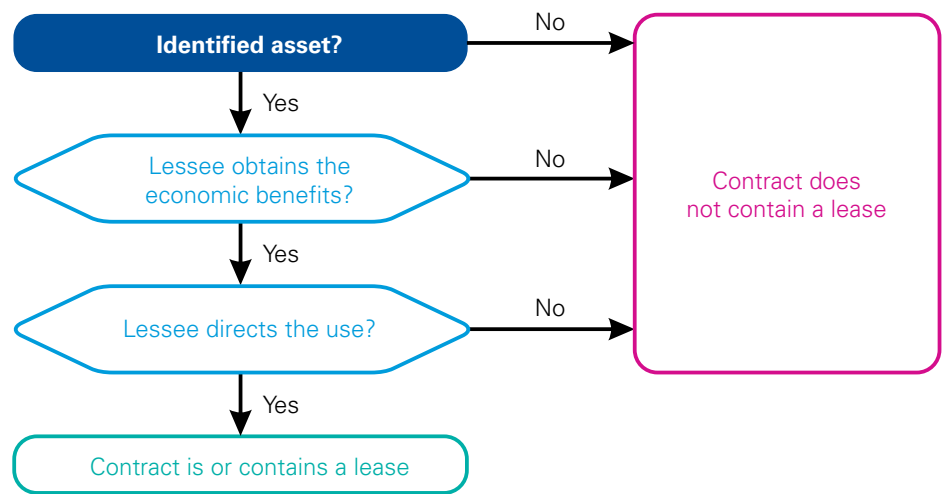 Identified asset?
No
Yes
Lessee obtains the
economic benefits?
No
Contract does
not contain a lease
Yes
Lessee directs the use?
No
Yes
Contract is or contains a lease